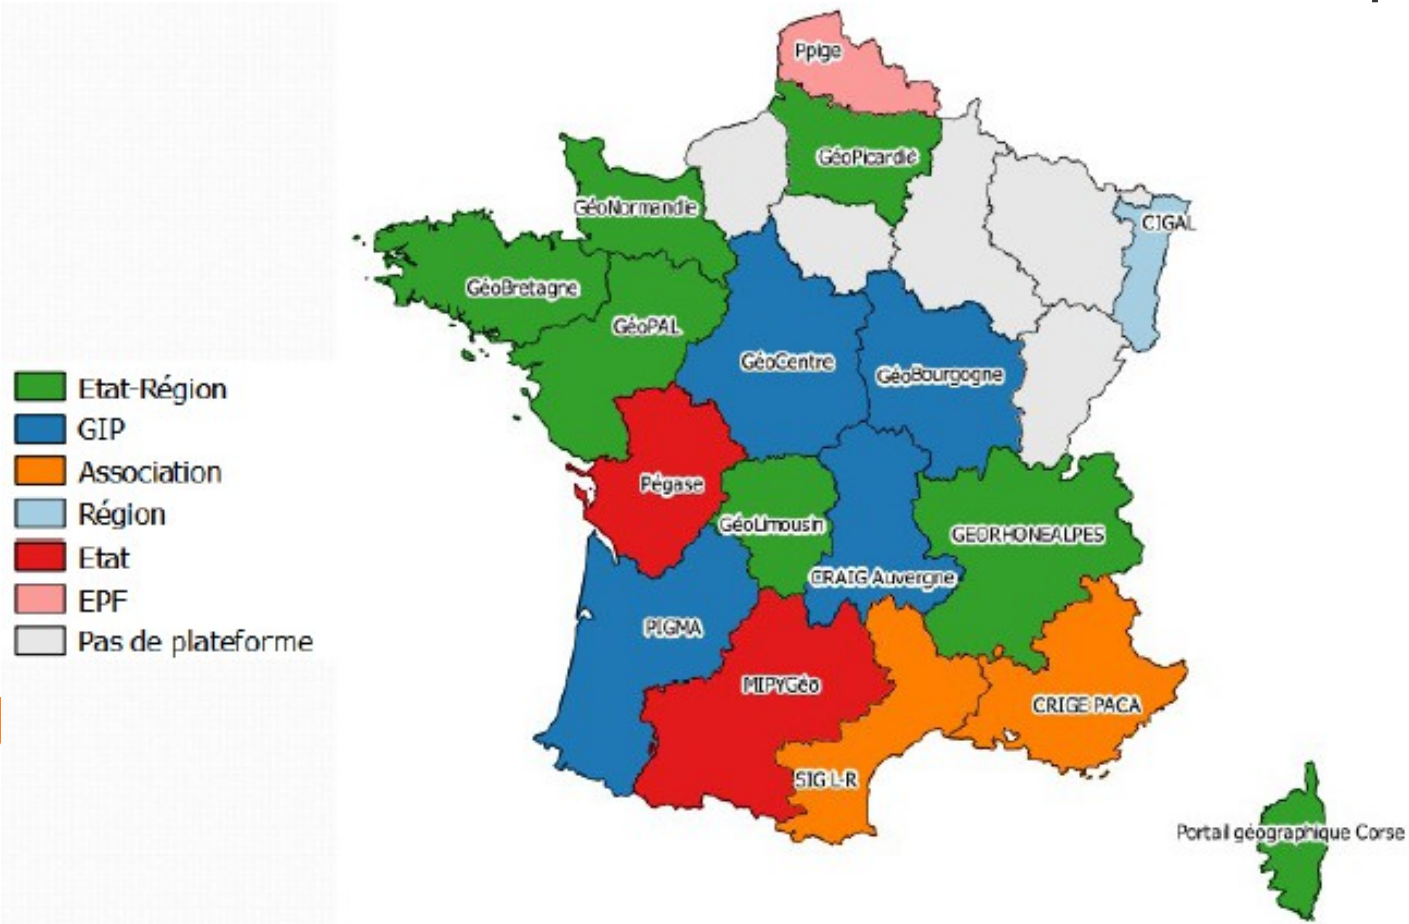 Ppige
GéoPicardie
GéoNormandie
CIGAL
GéoBretagne
GéoPAL
GéoCentre
GéoBourgogne
Etat-Région
GIP
Association
Région
Etat
EPF
Pas de plateforme
Pégase
GéoLimousin
GEORHONEALPES
CRAIG Auvergne
PIGMA
MIPYGéo
CRIGE PACA
SIG L-R
Portail géographique Corse